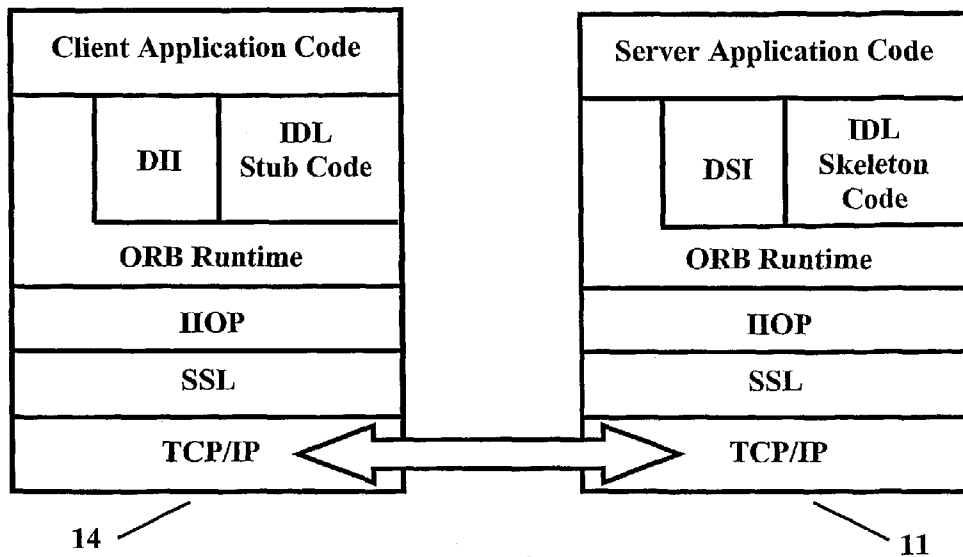 Client Application Code
DII
IDL
Stub Code
ORB Runtime
IIOP
SSL
TCP/IP
14
Server Application Code
DSI
IDL
Skeleton
Code
ORB Runtime
IIOP
SSL
TCP/IP
11